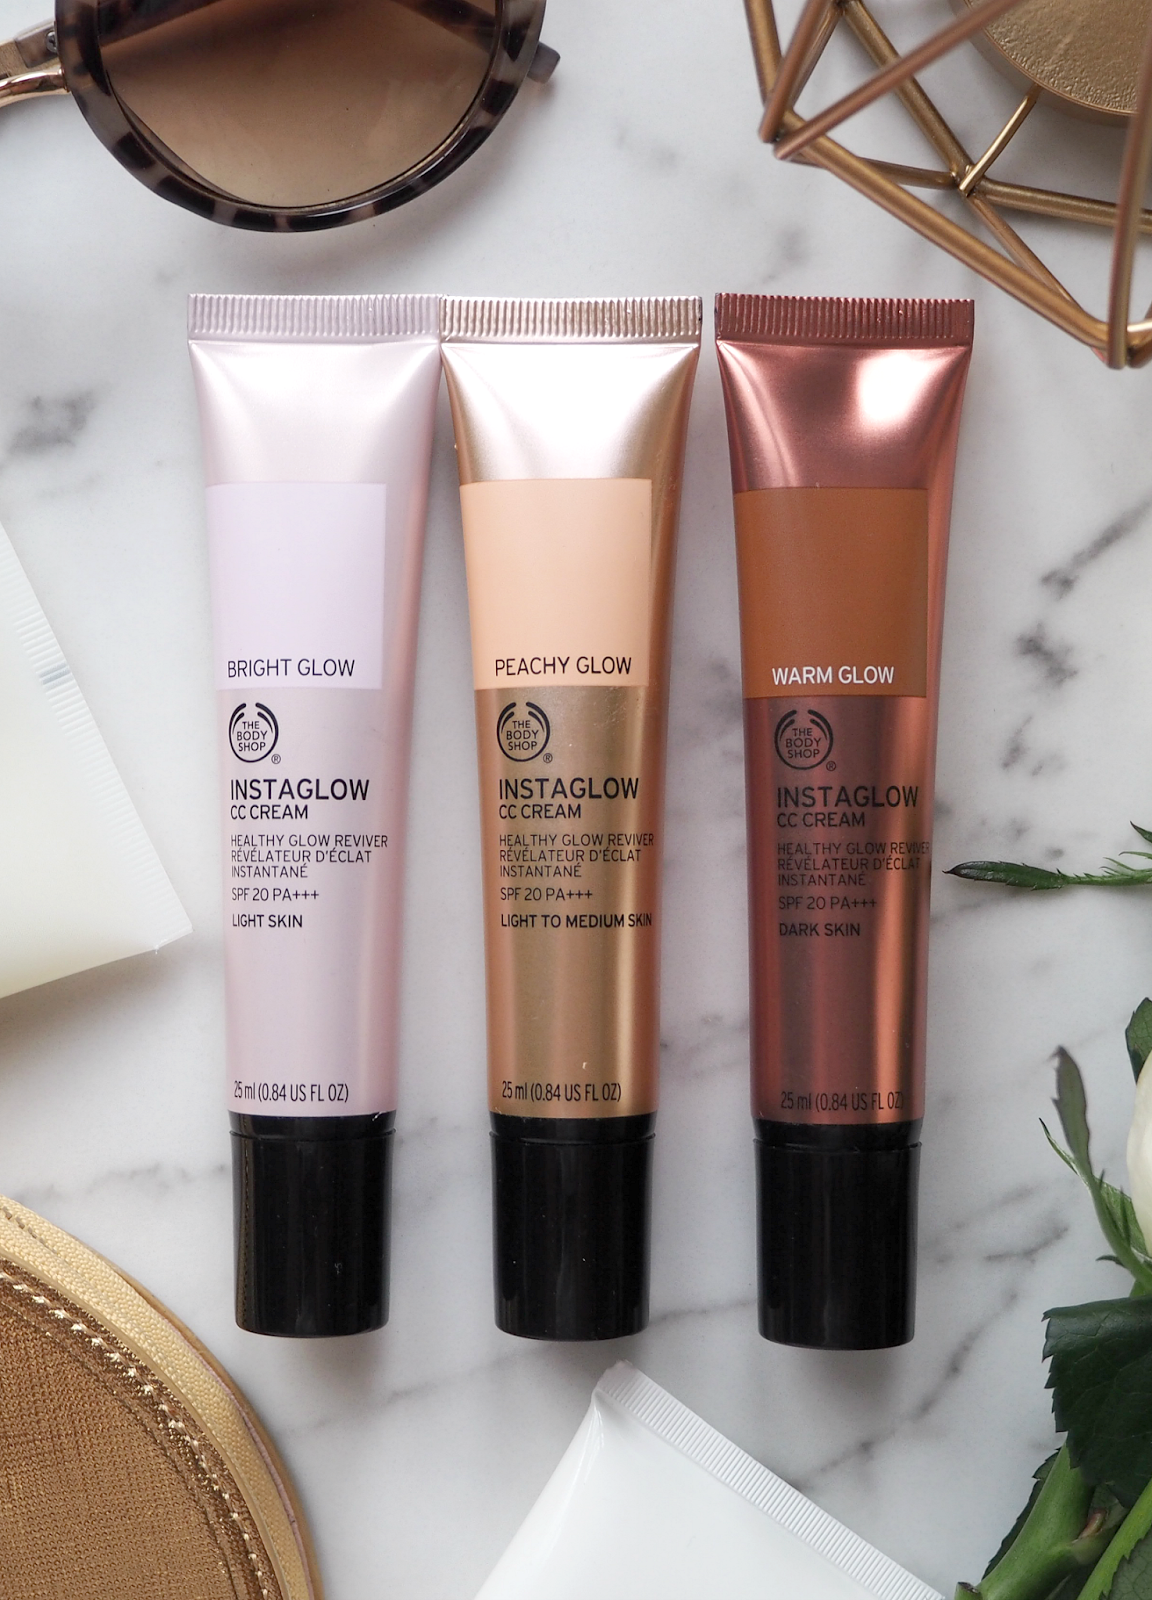 BRIGHT GLOW
THE
BODY
SHOP
®
INSTAGLOW
CC CREAM
HEALTHY GLOW REVIVER
RÉVÉLATEUR D'ÉCLAT
INSTANTANÉ
SPF 20 PA+++
LIGHT SKIN
25 ml (0.84 US FL OZ)
PEACHY GLOW
THE
BODY
SHOP
®
INSTAGLOW
CC CREAM
HEALTHY GLOW REVIVER
RÉVÉLATEUR D'ÉCLAT
INSTANTANÉ
SPF 20 PA+++
LIGHT TO MEDIUM SKIN
25 ml (0.84 US FL OZ)
WARM GLOW
THE
BODY
SHOP
®
INSTAGLOW
CC CREAM
HEALTHY GLOW REVIVER
RÉVÉLATEUR D'ÉCLAT
INSTANTANÉ
SPF 20 PA+++
DARK SKIN
25 ml (0.84 US FL OZ)